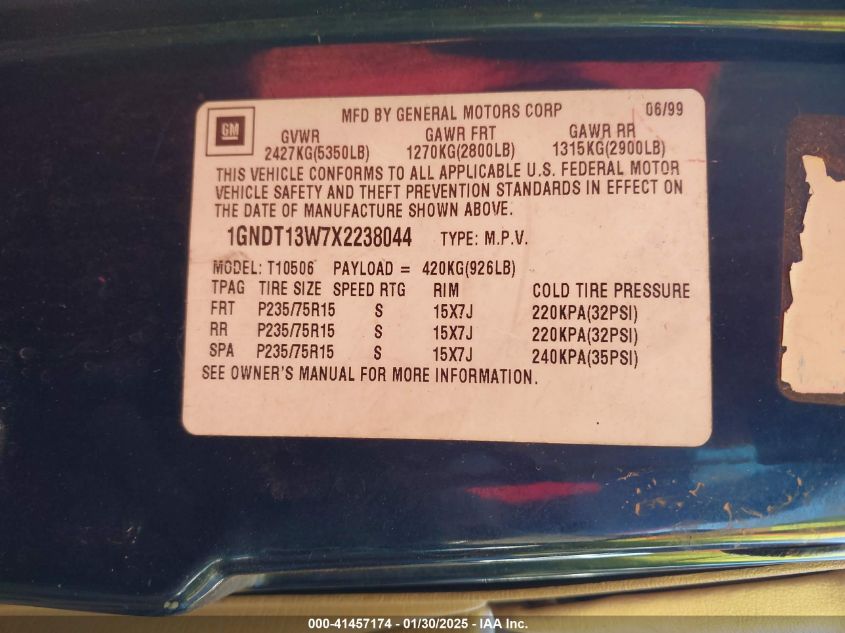 GM
MFD BY GENERAL MOTORS CORP 06/99
GVWR GAWR FRT GAWR RR
2427KG(5350LB) 1270KG(2800LB) 1315KG(2900LB)
THIS VEHICLE CONFORMS TO ALL APPLICABLE U.S. FEDERAL MOTOR
VEHICLE SAFETY AND THEFT PREVENTION STANDARDS IN EFFECT ON
THE DATE OF MANUFACTURE SHOWN ABOVE.
1GNDT13W7X2238044 TYPE: M.P.V.
MODEL: T10506 PAYLOAD = 420KG(926LB)
TPAG TIRE SIZE SPEED RTG RIM COLD TIRE PRESSURE
FRT P235/75R15 S 15X7J 220KPA(32PSI)
RR P235/75R15 S 15X7J 220KPA(32PSI)
SPA P235/75R15 S 15X7J 240KPA(35PSI)
SEE OWNER'S MANUAL FOR MORE INFORMATION.
000-41457174 - 01/30/2025 - IAA Inc.